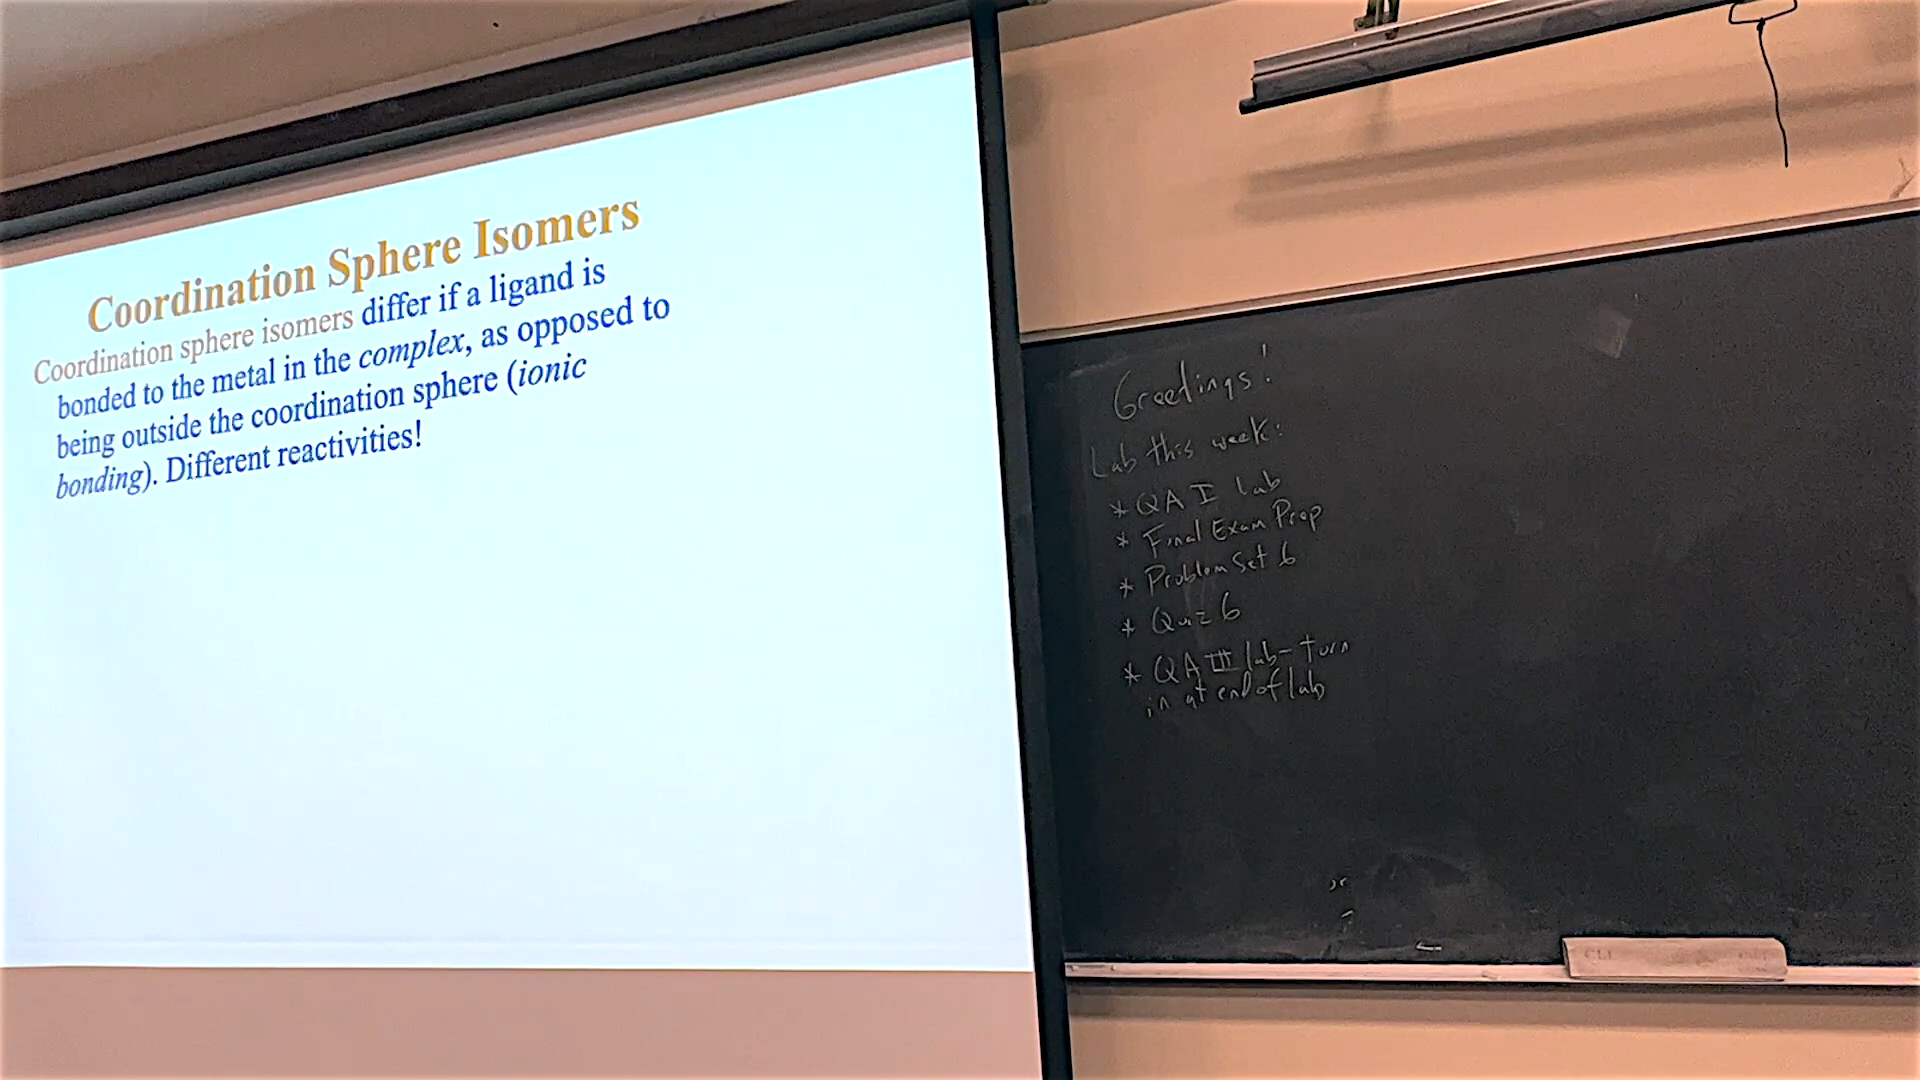 Coordination Sphere Isomers
Coordination sphere isomers differ if a ligand is
bonded to the metal in the complex, as opposed to
being outside the coordination sphere (ionic
bonding). Different reactivities!
Greetings!
Lab this week:
* QA I lab
* Final Exam Prep
* Problem Set 6
* Quiz 6
* QA III lab - turn
in at end of lab
or